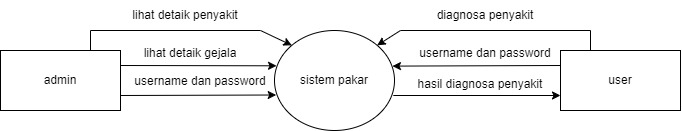 lihat detaik penyakit
diagnosa penyakit
lihat detaik gejala
username dan password
admin
sistem pakar
user
username dan password
hasil diagnosa penyakit